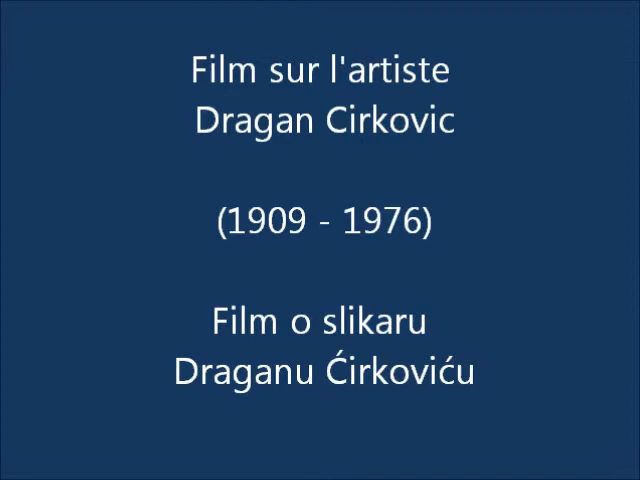 Film sur l'artiste
Dragan Cirkovic
(1909 - 1976)
Film o slikaru
Draganu Ćirkoviću